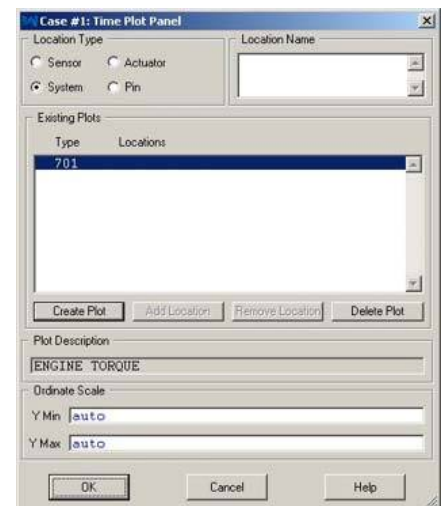 Case #1: Time Plot Panel
Location Type
Location Name
Sensor Actuator
System Pin
Existing Plots
Type Locations
701
Create Plot Add Location Remove Location Delete Plot
Plot Description
ENGINE TORQUE
Ordinate Scale
Y Min auto
Y Max auto
OK Cancel Help